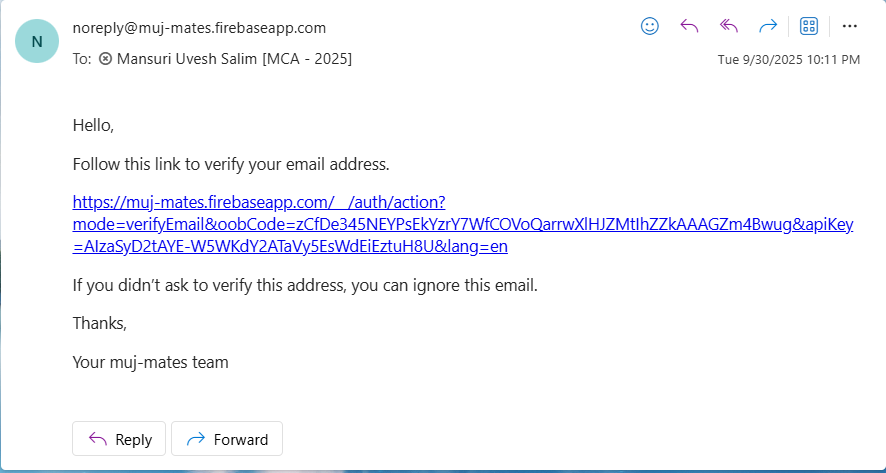 N
noreply@muj-mates.firebaseapp.com
To: Mansuri Uvesh Salim [MCA - 2025]
Tue 9/30/2025 10:11 PM
Hello,
Follow this link to verify your email address.
https://muj-mates.firebaseapp.com/__/auth/action?
mode=verifyEmail&oobCode=zCfDe345NEYPsEkYzrY7WfCOVoQarrwXlHJZMtIhZZkAAAGZm4Bwug&apiKey
=AIzaSyD2tAYE-W5WKdY2ATaVy5EsWdEiEztuH8U&lang=en
If you didn’t ask to verify this address, you can ignore this email.
Thanks,
Your muj-mates team
Reply
Forward